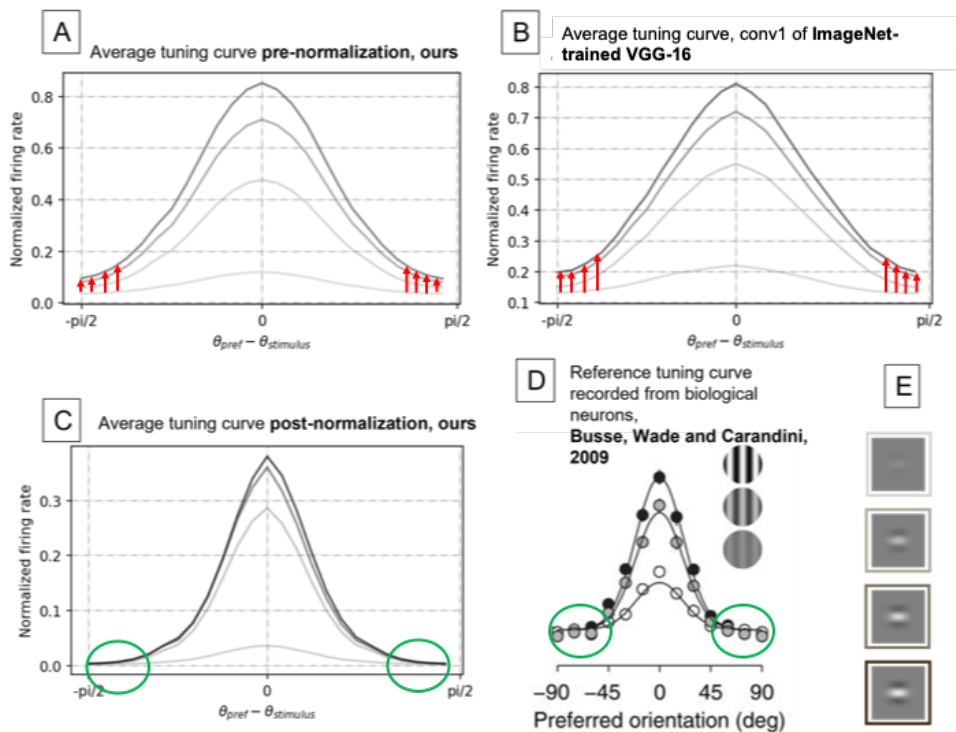 A
Average tuning curve pre-normalization, ours
Normalized firing rate
0.8
0.6
0.4
0.2
0.0
-pi/2
0
pi/2
θpref − θstimulus
B
Average tuning curve, conv1 of ImageNet-
trained VGG-16
Normalized firing rate
0.8
0.7
0.6
0.5
0.4
0.3
0.2
0.1
-pi/2
0
pi/2
θpref − θstimulus
C
Average tuning curve post-normalization, ours
Normalized firing rate
0.3
0.2
0.1
0.0
-pi/2
0
pi/2
θpref − θstimulus
D
Reference tuning curve
recorded from biological
neurons,
Busse, Wade and Carandini,
2009
−90
−45
0
45
90
Preferred orientation (deg)
E